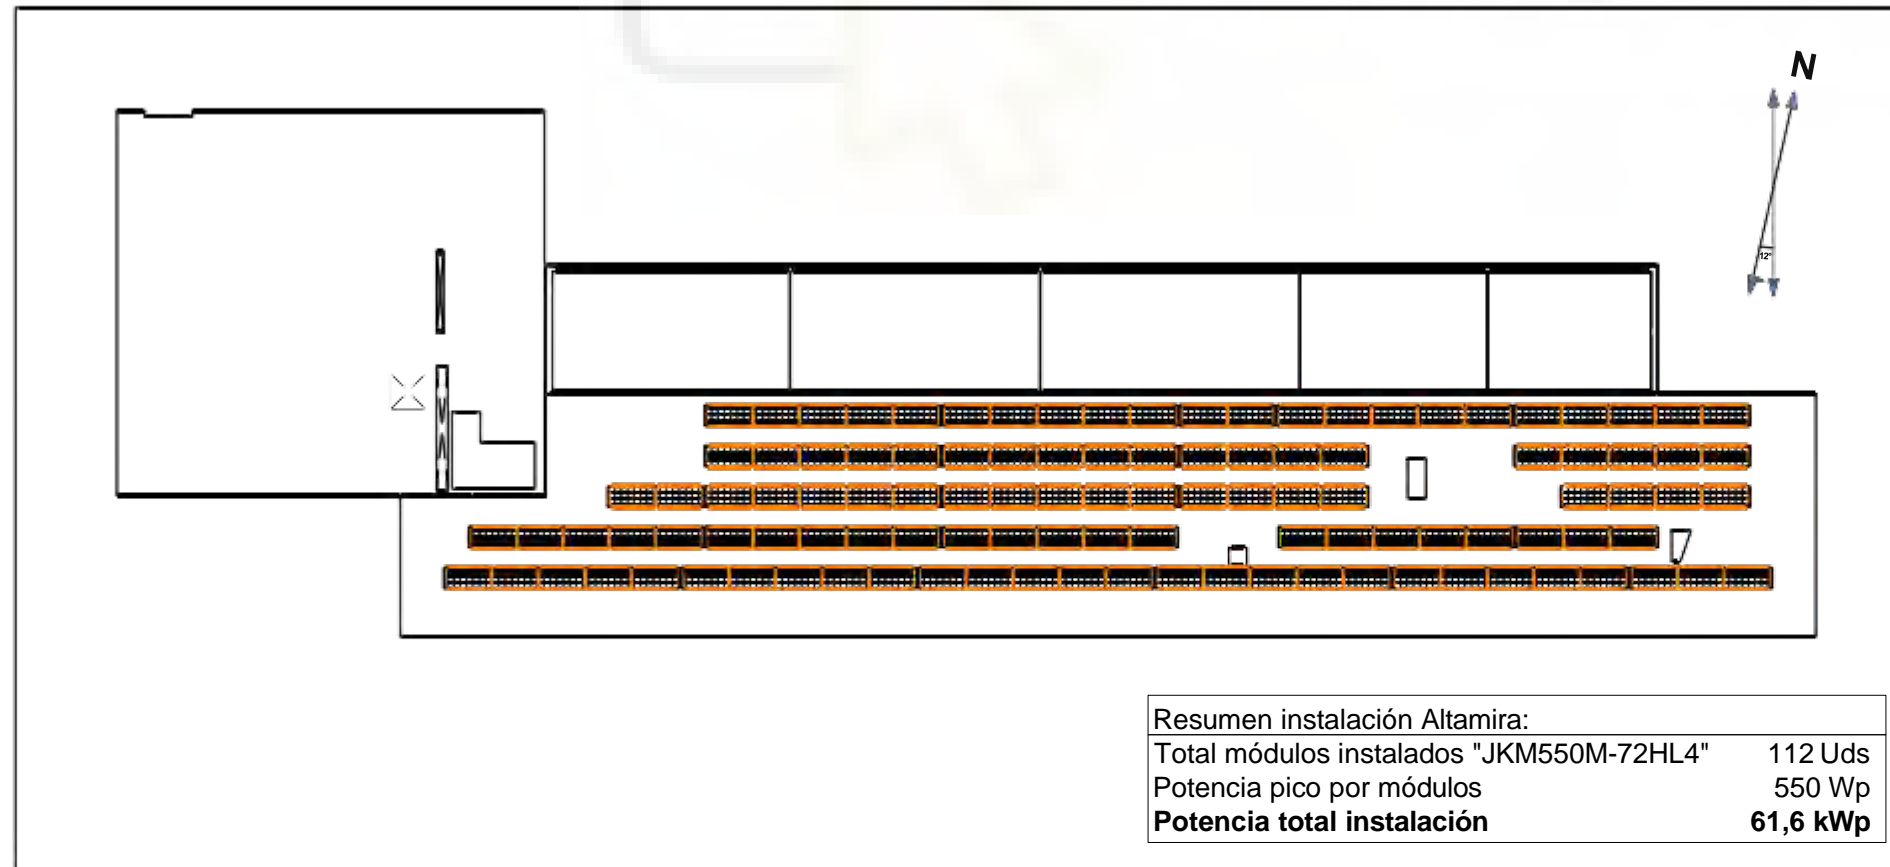 N
12°
Resumen instalación Altamira:
Total módulos instalados "JKM550M-72HL4" 112 Uds
Potencia pico por módulos 550 Wp
Potencia total instalación 61,6 kWp